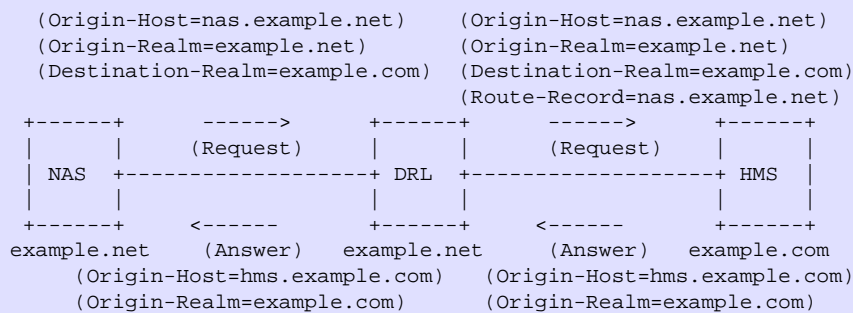 (Origin-Host=nas.example.net)    (Origin-Host=nas.example.net)
(Origin-Realm=example.net)       (Origin-Realm=example.net)
(Destination-Realm=example.com)  (Destination-Realm=example.com)
(Route-Record=nas.example.net)
+------+      ------>      +------+      ------>      +------+
|      |     (Request)     |      |     (Request)     |      |
| NAS  +-------------------+ DRL  +-------------------+ HMS  |
|      |                   |      |                   |      |
+------+     <------       +------+     <------       +------+
example.net    (Answer)   example.net     (Answer)   example.com
(Origin-Host=hms.example.com)   (Origin-Host=hms.example.com)
(Origin-Realm=example.com)      (Origin-Realm=example.com)